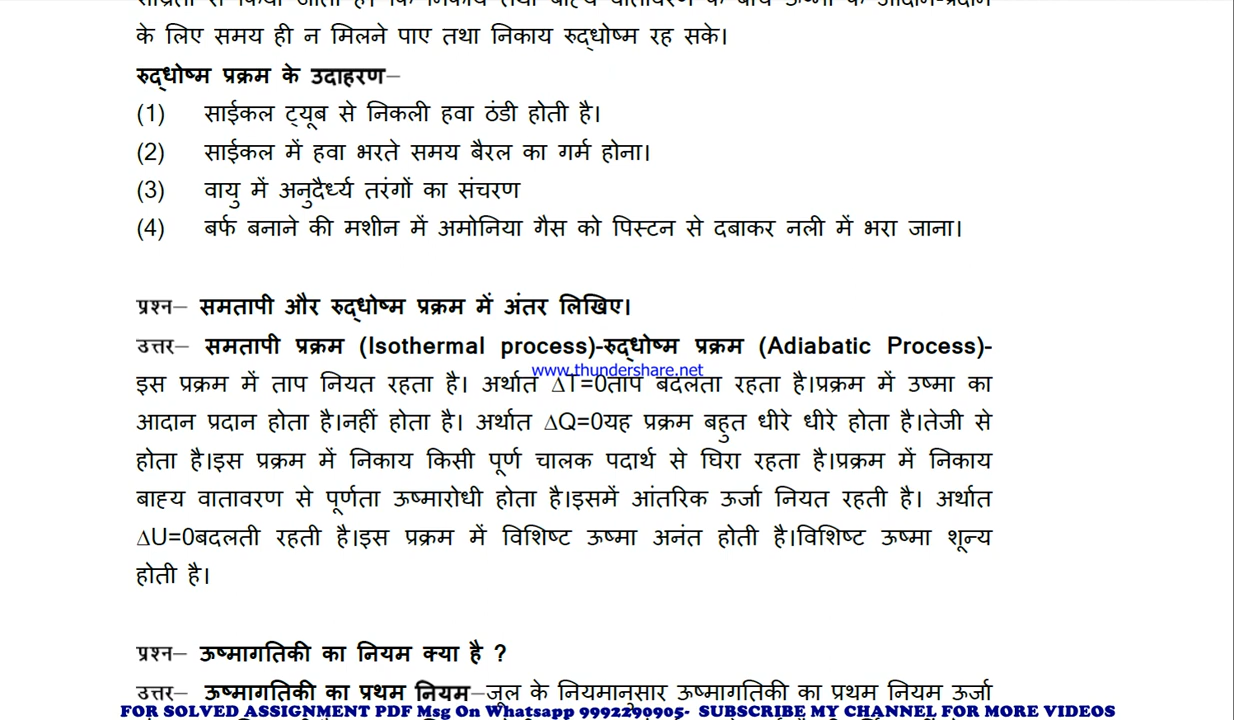 के लिए समय ही न मिलने पाए तथा निकाय रुद्धोष्म रह सके।
रुद्धोष्म प्रक्रम के उदाहरण–
(1) साईकल ट्यूब से निकली हवा ठंडी होती है।
(2) साईकल में हवा भरते समय बैरल का गर्म होना।
(3) वायु में अनुदैर्ध्य तरंगों का संचरण
(4) बर्फ बनाने की मशीन में अमोनिया गैस को पिस्टन से दबाकर नली में भरा जाना।
प्रश्न– समतापी और रुद्धोष्म प्रक्रम में अंतर लिखिए।
उत्तर– समतापी प्रक्रम (Isothermal process)-रुद्धोष्म प्रक्रम (Adiabatic Process)-
www.thundershare.net
इस प्रक्रम में ताप नियत रहता है। अर्थात ∆T=0ताप बदलता रहता है।प्रक्रम में उष्मा का
आदान प्रदान होता है।नहीं होता है। अर्थात ∆Q=0यह प्रक्रम बहुत धीरे धीरे होता है।तेजी से
होता है।इस प्रक्रम में निकाय किसी पूर्ण चालक पदार्थ से घिरा रहता है।प्रक्रम में निकाय
बाह्य वातावरण से पूर्णता ऊष्मारोधी होता है।इसमें आंतरिक ऊर्जा नियत रहती है। अर्थात
∆U=0बदलती रहती है।इस प्रक्रम में विशिष्ट ऊष्मा अनंत होती है।विशिष्ट ऊष्मा शून्य
होती है।
प्रश्न– ऊष्मागतिकी का नियम क्या है ?
उत्तर– ऊष्मागतिकी का प्रथम नियम–जूल के नियमानुसार ऊष्मागतिकी का प्रथम नियम ऊर्जा
FOR SOLVED ASSIGNMENT PDF Msg On Whatsapp 9992290905- SUBSCRIBE MY CHANNEL FOR MORE VIDEOS